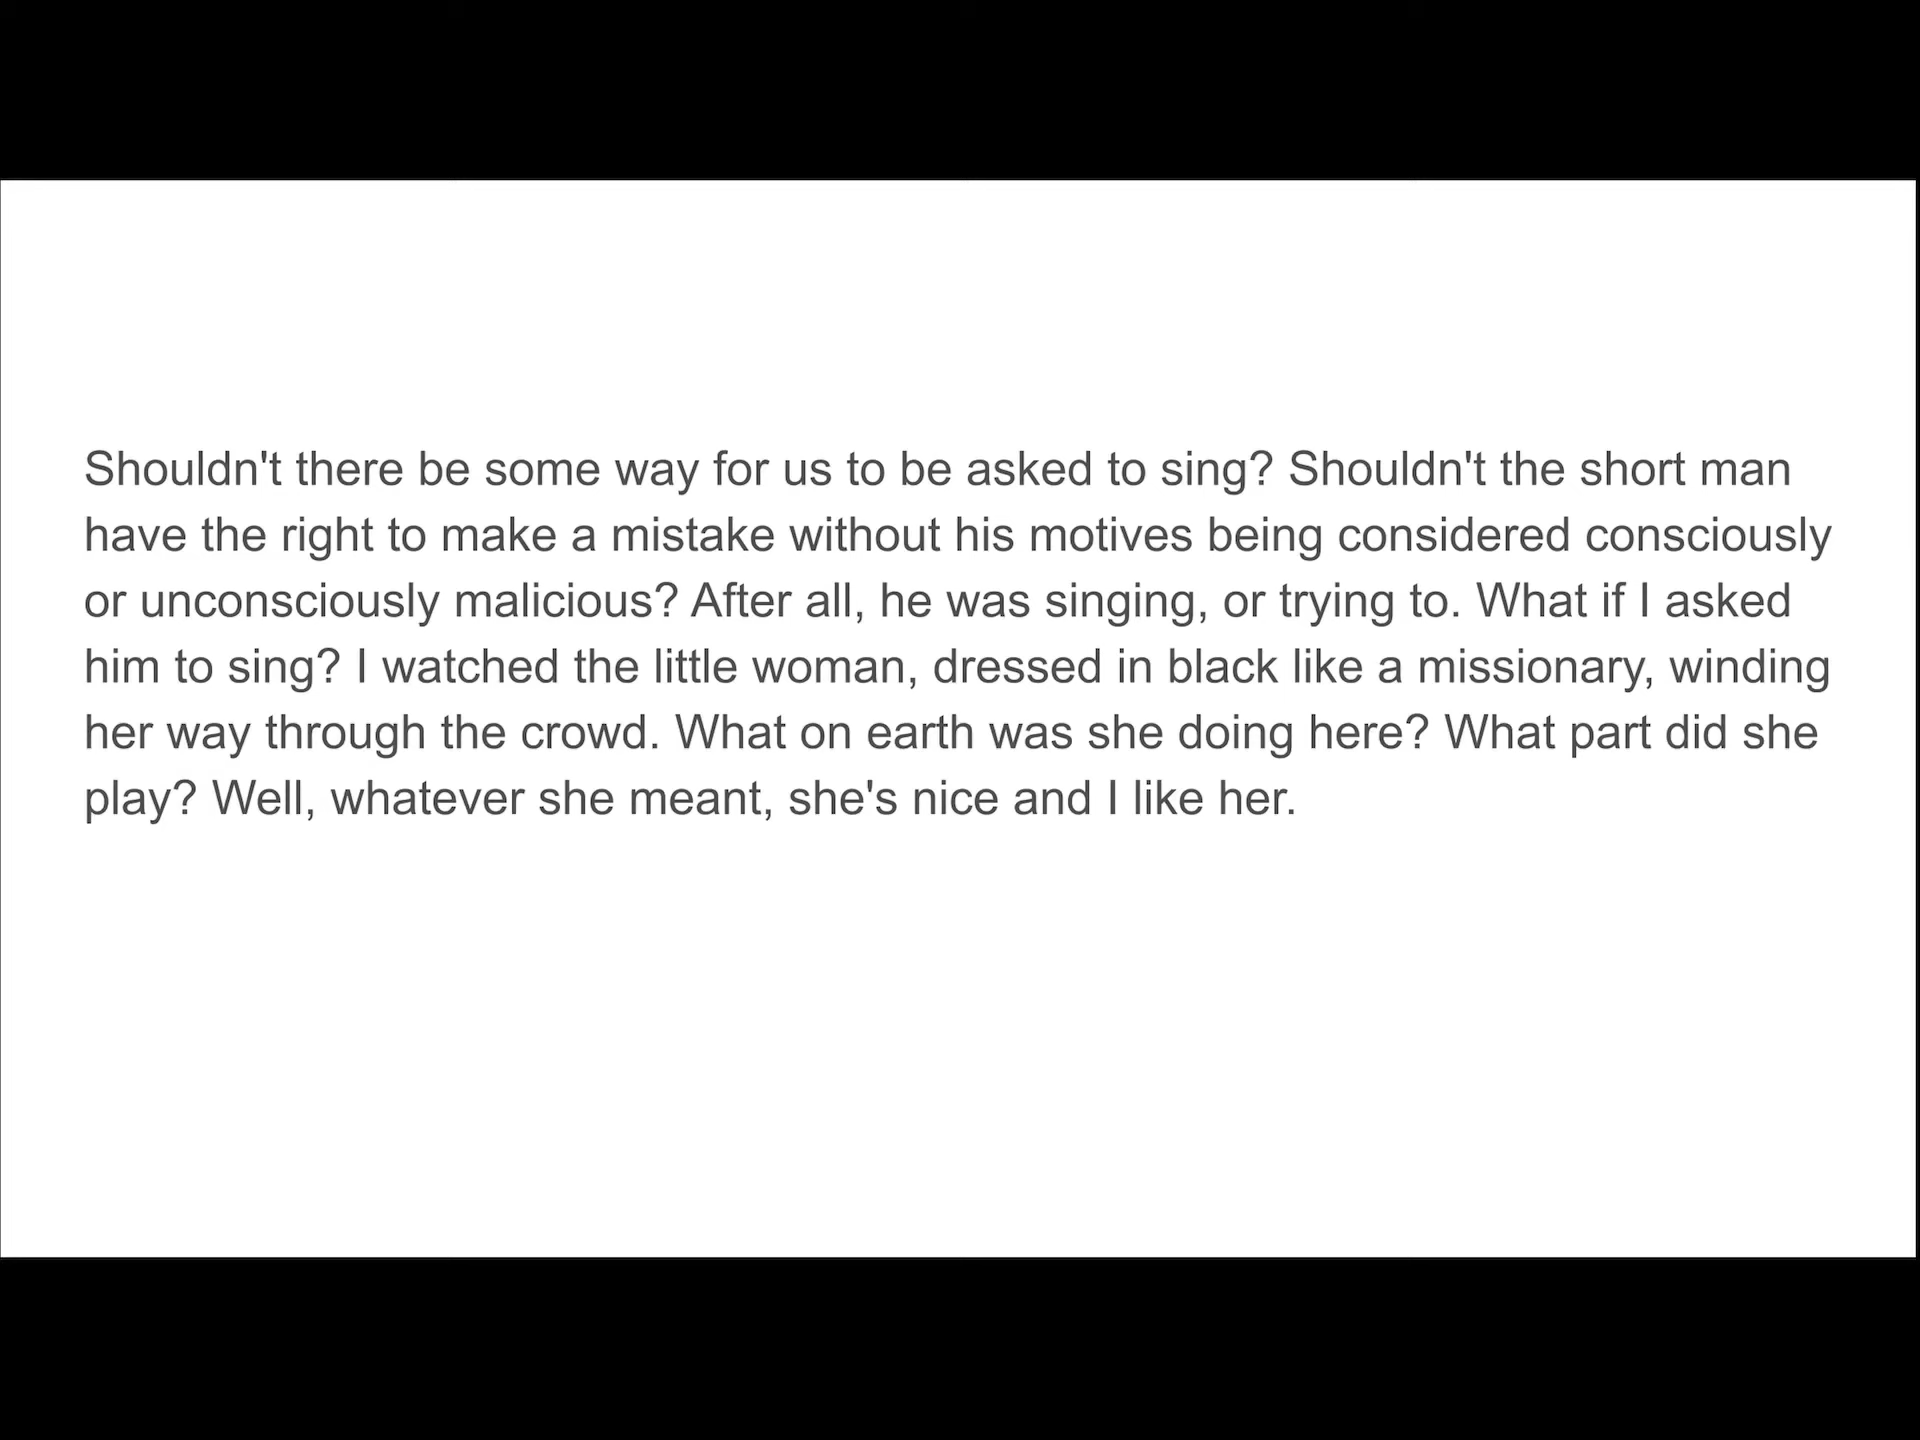 Shouldn't there be some way for us to be asked to sing? Shouldn't the short man
have the right to make a mistake without his motives being considered consciously
or unconsciously malicious? After all, he was singing, or trying to. What if I asked
him to sing? I watched the little woman, dressed in black like a missionary, winding
her way through the crowd. What on earth was she doing here? What part did she
play? Well, whatever she meant, she's nice and I like her.